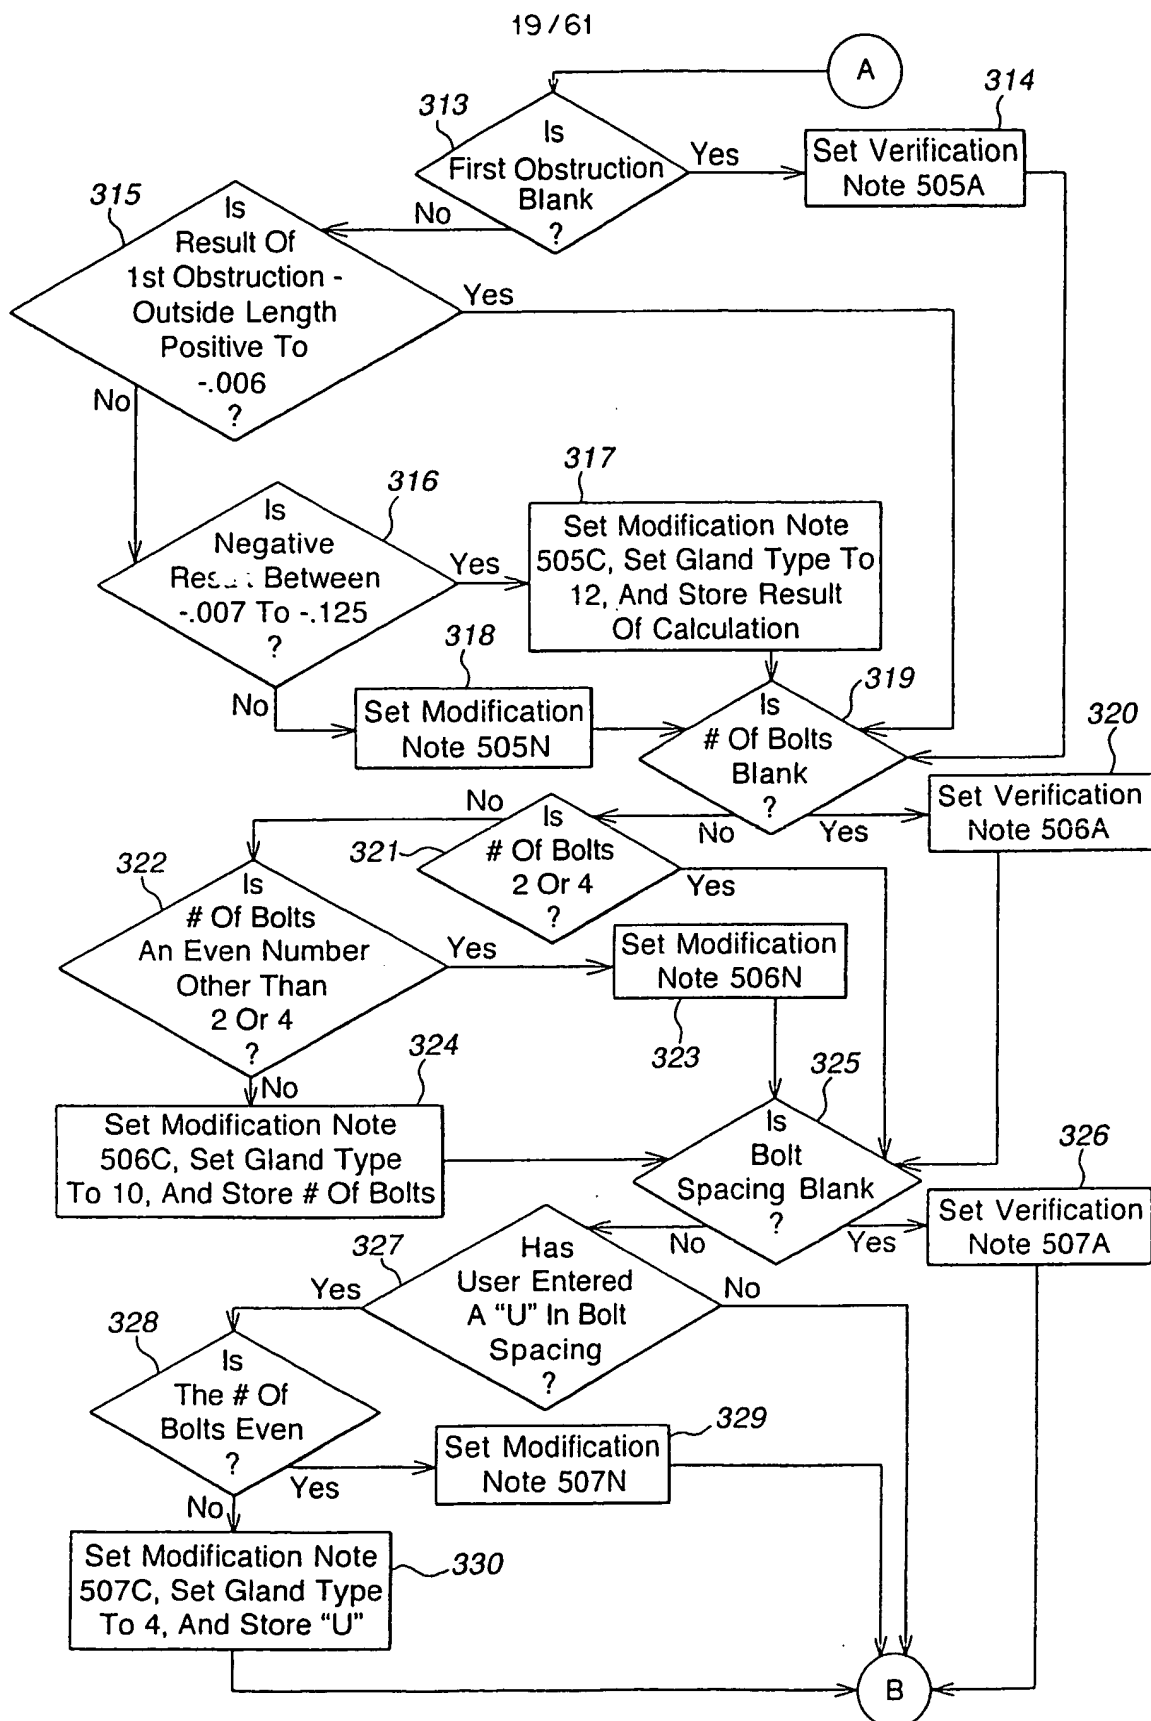 19/61
A
313
Is
First Obstruction
Blank
?
Yes
No
314
Set Verification
Note 505A
315
Is
Result Of
1st Obstruction -
Outside Length
Positive To
-.006
?
Yes
No
316
Is
Negative
Between
-.007 To -.125
?
Yes
No
317
Set Modification Note
505C, Set Gland Type To
12, And Store Result
Of Calculation
318
Set Modification
Note 505N
319
Is
# Of Bolts
Blank
?
No
Yes
320
Set Verification
Note 506A
321
Is
# Of Bolts
2 Or 4
?
No
Yes
322
Is
# Of Bolts
An Even Number
Other Than
2 Or 4
?
Yes
No
Set Modification
Note 506N
323
324
Set Modification Note
506C, Set Gland Type
To 10, And Store # Of Bolts
325
Is
Bolt
Spacing Blank
?
No
Yes
326
Set Verification
Note 507A
327
Has
User Entered
A "U" In Bolt
Spacing
?
Yes
No
328
Is
The # Of
Bolts Even
?
Yes
No
329
Set Modification
Note 507N
Set Modification Note
507C, Set Gland Type
To 4, And Store "U"
330
B